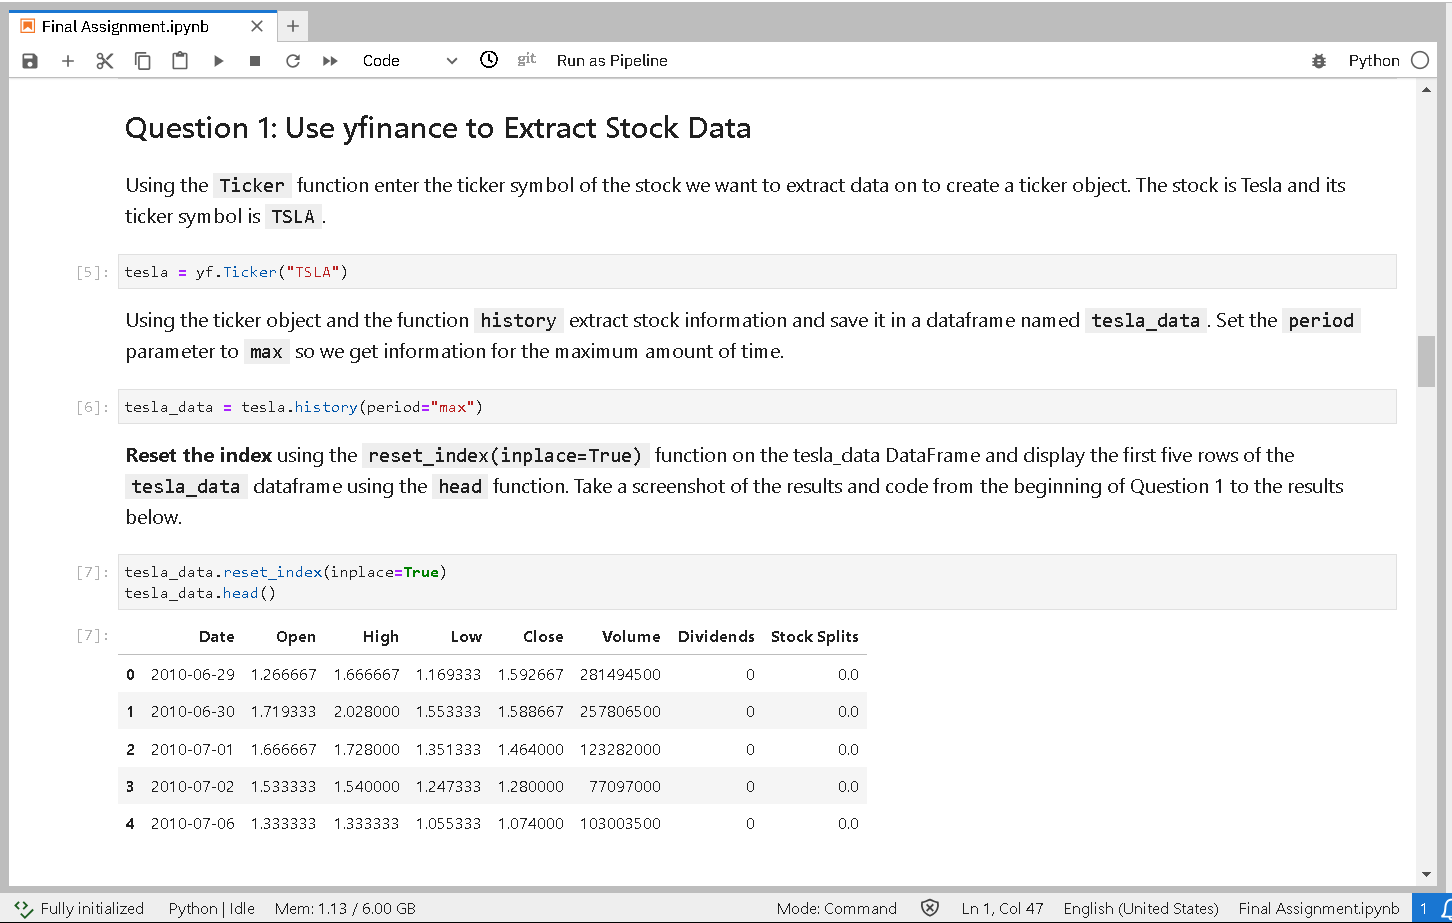 Final Assignment.ipynb
Code
git
Run as Pipeline
Python
Question 1: Use yfinance to Extract Stock Data
Using the Ticker function enter the ticker symbol of the stock we want to extract data on to create a ticker object. The stock is Tesla and its
ticker symbol is TSLA .
[5]: tesla = yf.Ticker("TSLA")
Using the ticker object and the function history extract stock information and save it in a dataframe named tesla_data . Set the period
parameter to max so we get information for the maximum amount of time.
[6]: tesla_data = tesla.history(period="max")
Reset the index using the reset_index(inplace=True) function on the tesla_data DataFrame and display the first five rows of the
tesla_data dataframe using the head function. Take a screenshot of the results and code from the beginning of Question 1 to the results
below.
[7]: tesla_data.reset_index(inplace=True)
tesla_data.head()
[7]: Date Open High Low Close Volume Dividends Stock Splits
0 2010-06-29 1.266667 1.666667 1.169333 1.592667 281494500 0 0.0
1 2010-06-30 1.719333 2.028000 1.553333 1.588667 257806500 0 0.0
2 2010-07-01 1.666667 1.728000 1.351333 1.464000 123282000 0 0.0
3 2010-07-02 1.533333 1.540000 1.247333 1.280000 77097000 0 0.0
4 2010-07-06 1.333333 1.333333 1.055333 1.074000 103003500 0 0.0
Fully initialized Python | Idle Mem: 1.13 / 6.00 GB Mode: Command Ln 1, Col 47 English (United States) Final Assignment.ipynb 1